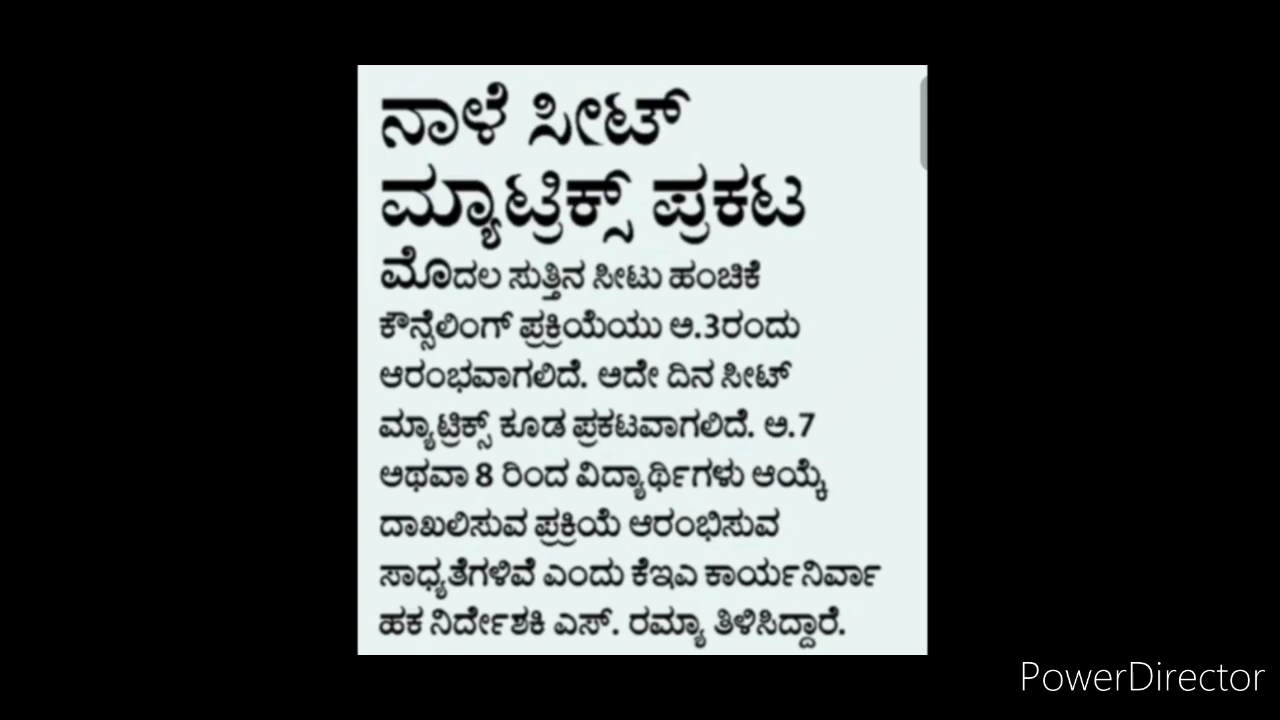 ನಾಳೆ ಸೀಟ್
ಮ್ಯಾಟ್ರಿಕ್ಸ್ ಪ್ರಕಟ
ಮೊದಲ ಸುತ್ತಿನ ಸೀಟು ಹಂಚಿಕೆ
ಕೌನ್ಸೆಲಿಂಗ್ ಪ್ರಕ್ರಿಯೆಯು ಅ.3ರಂದು
ಆರಂಭವಾಗಲಿದೆ. ಅದೇ ದಿನ ಸೀಟ್
ಮ್ಯಾಟ್ರಿಕ್ಸ್ ಕೂಡ ಪ್ರಕಟವಾಗಲಿದೆ. ಅ.7
ಅಥವಾ 8 ರಿಂದ ವಿದ್ಯಾರ್ಥಿಗಳು ಆಯ್ಕೆ
ದಾಖಲಿಸುವ ಪ್ರಕ್ರಿಯೆ ಆರಂಭಿಸುವ
ಸಾಧ್ಯತೆಗಳಿವೆ ಎಂದು ಕೆಇಎ ಕಾರ್ಯನಿರ್ವಾ
ಹಕ ನಿರ್ದೇಶಕಿ ಎಸ್. ರಮ್ಯಾ ತಿಳಿಸಿದ್ದಾರೆ.
PowerDirector